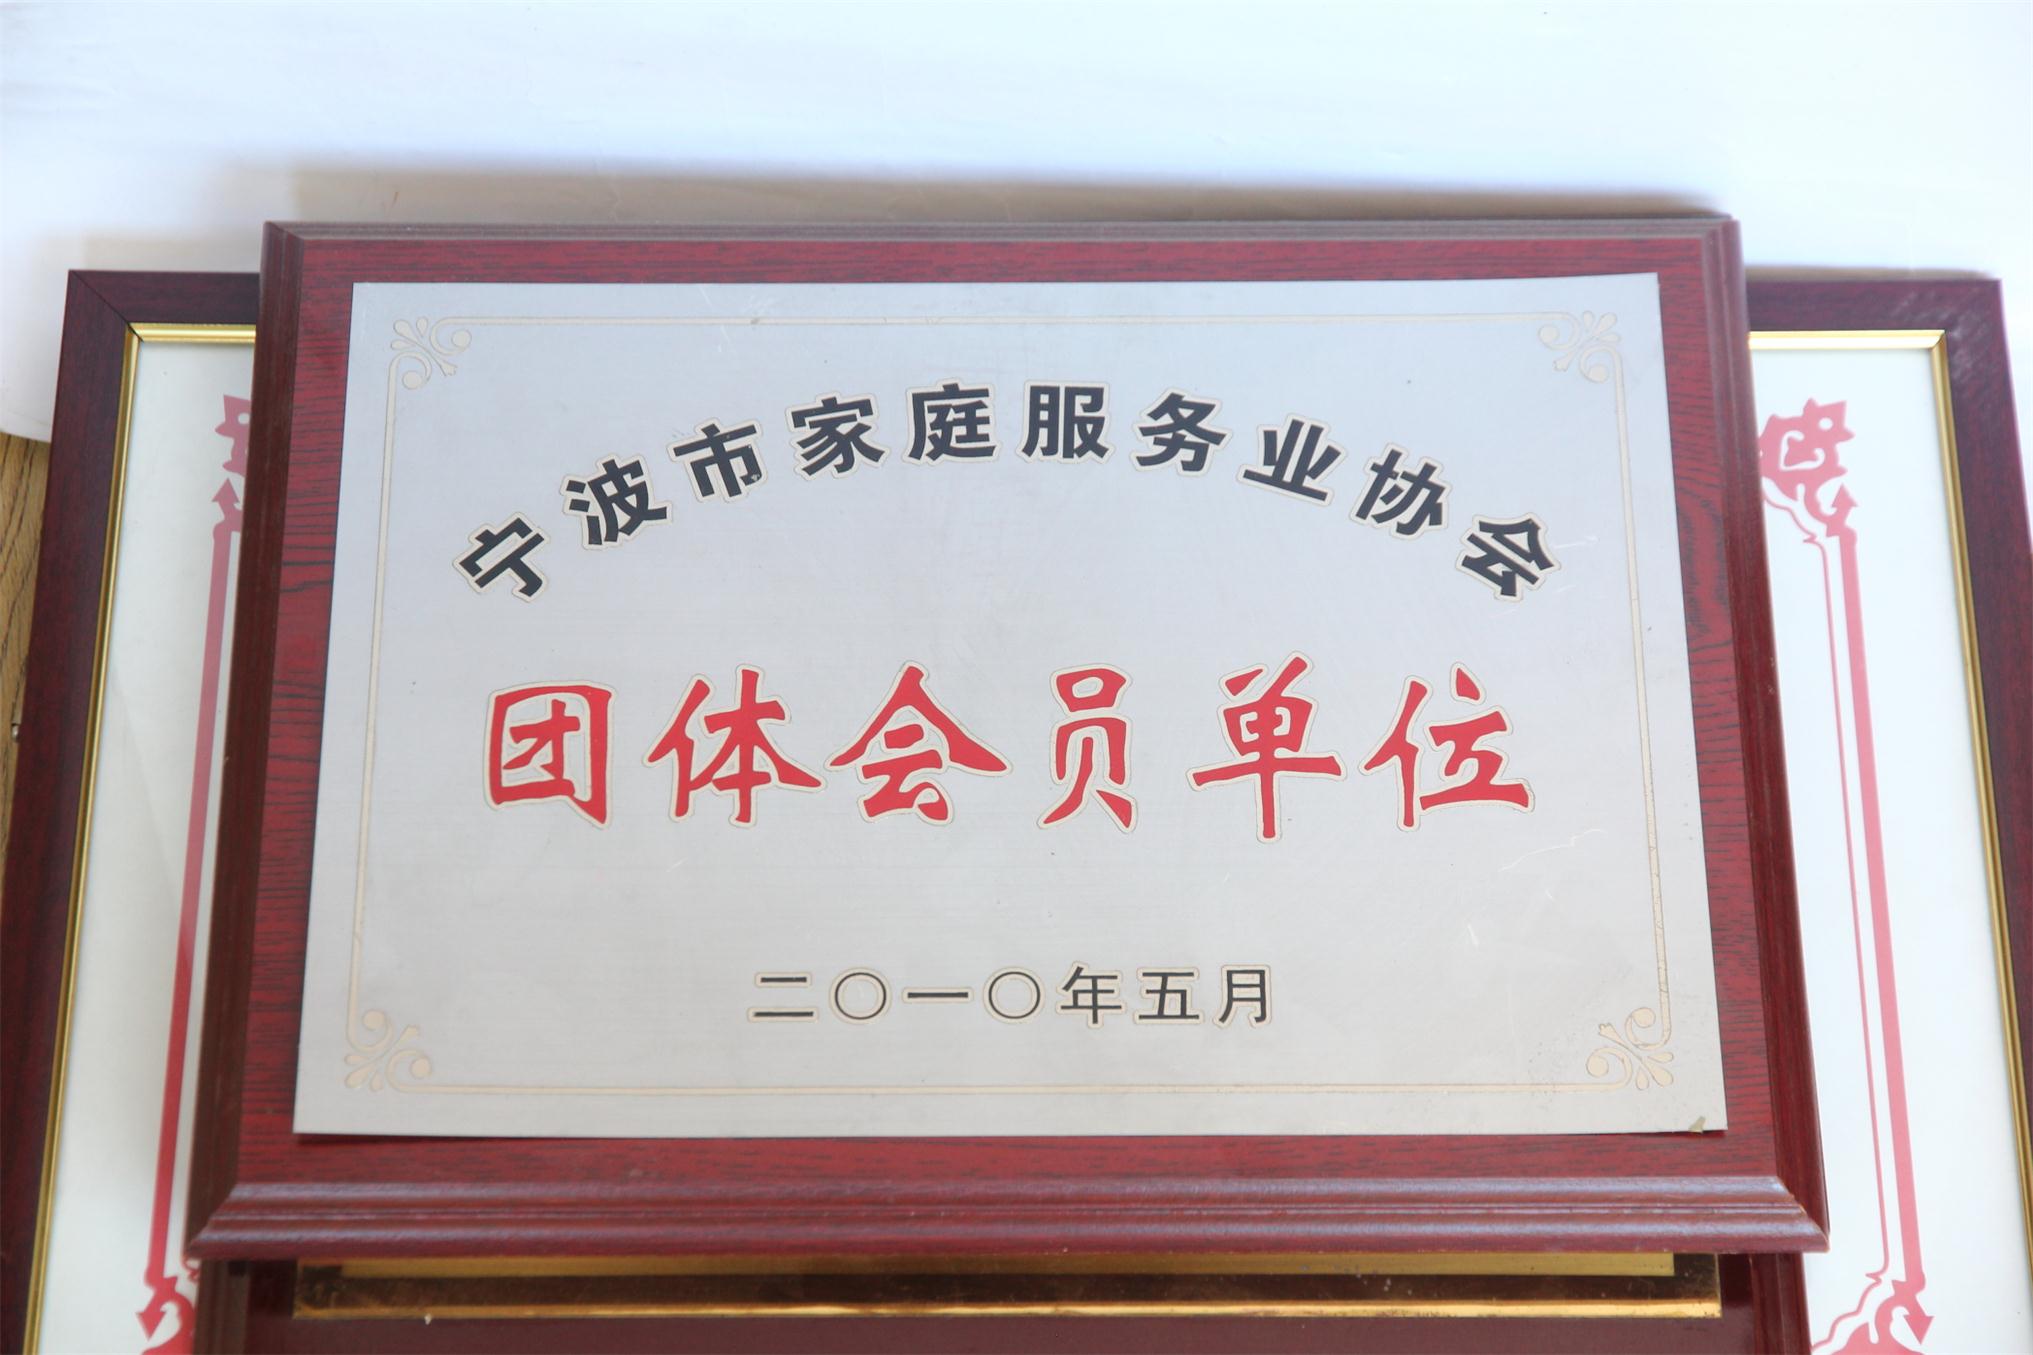 宁波市家庭服务业协会
团体会员单位
二〇一〇年五月